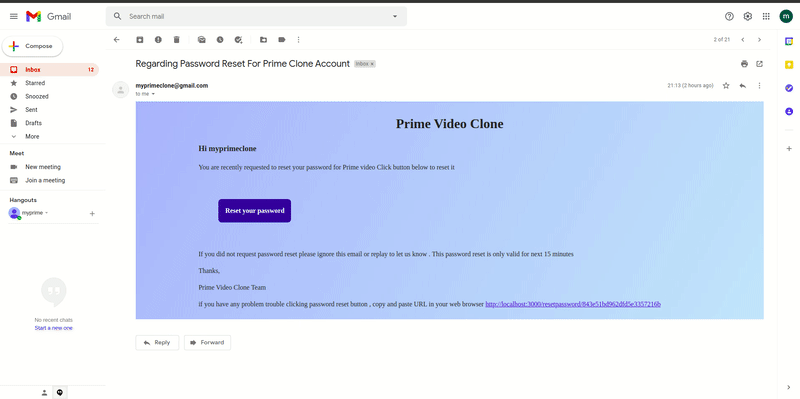 Gmail
Search mail
m
Compose
Inbox 12
Starred
Snoozed
Sent
Drafts
More
Meet
New meeting
Join a meeting
Hangouts
myprime
No recent chats
Start a new one
2 of 21
Regarding Password Reset For Prime Clone Account Inbox x
myprimeclone@gmail.com 21:13 (2 hours ago)
to me
Prime Video Clone
Hi myprimeclone
You are recently requested to reset your password for Prime video Click button below to reset it
Reset your password
If you did not request password reset please ignore this email or replay to let us know . This password reset is only valid for next 15 minutes
Thanks,
Prime Video Clone Team
if you have any problem trouble clicking password reset button , copy and paste URL in your web browser http://localhost:3000/resetpassword/843e51bd962dfd5e3357216b
Reply
Forward